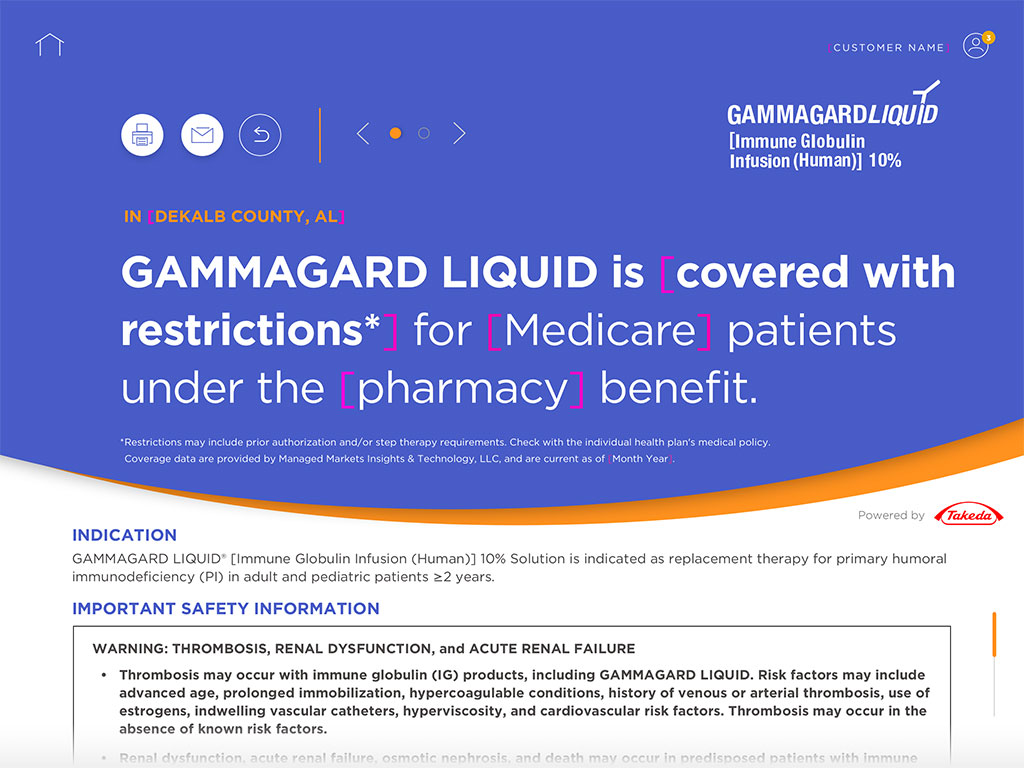 [CUSTOMER NAME]
3
GAMMAGARD LIQUID
[Immune Globulin
Infusion (Human)] 10%
IN [DEKALB COUNTY, AL]
GAMMAGARD LIQUID is [covered with
restrictions*] for [Medicare] patients
under the [pharmacy] benefit.
*Restrictions may include prior authorization and/or step therapy requirements. Check with the individual health plan's medical policy.
Coverage data are provided by Managed Markets Insights & Technology, LLC, and are current as of [Month Year].
Powered by Takeda
INDICATION
GAMMAGARD LIQUID® [Immune Globulin Infusion (Human)] 10% Solution is indicated as replacement therapy for primary humoral
immunodeficiency (PI) in adult and pediatric patients ≥2 years.
IMPORTANT SAFETY INFORMATION
WARNING: THROMBOSIS, RENAL DYSFUNCTION, and ACUTE RENAL FAILURE
• Thrombosis may occur with immune globulin (IG) products, including GAMMAGARD LIQUID. Risk factors may include
advanced age, prolonged immobilization, hypercoagulable conditions, history of venous or arterial thrombosis, use of
estrogens, indwelling vascular catheters, hyperviscosity, and cardiovascular risk factors. Thrombosis may occur in the
absence of known risk factors.
• Renal dysfunction, acute renal failure, osmotic nephrosis, and death may occur in predisposed patients with immune